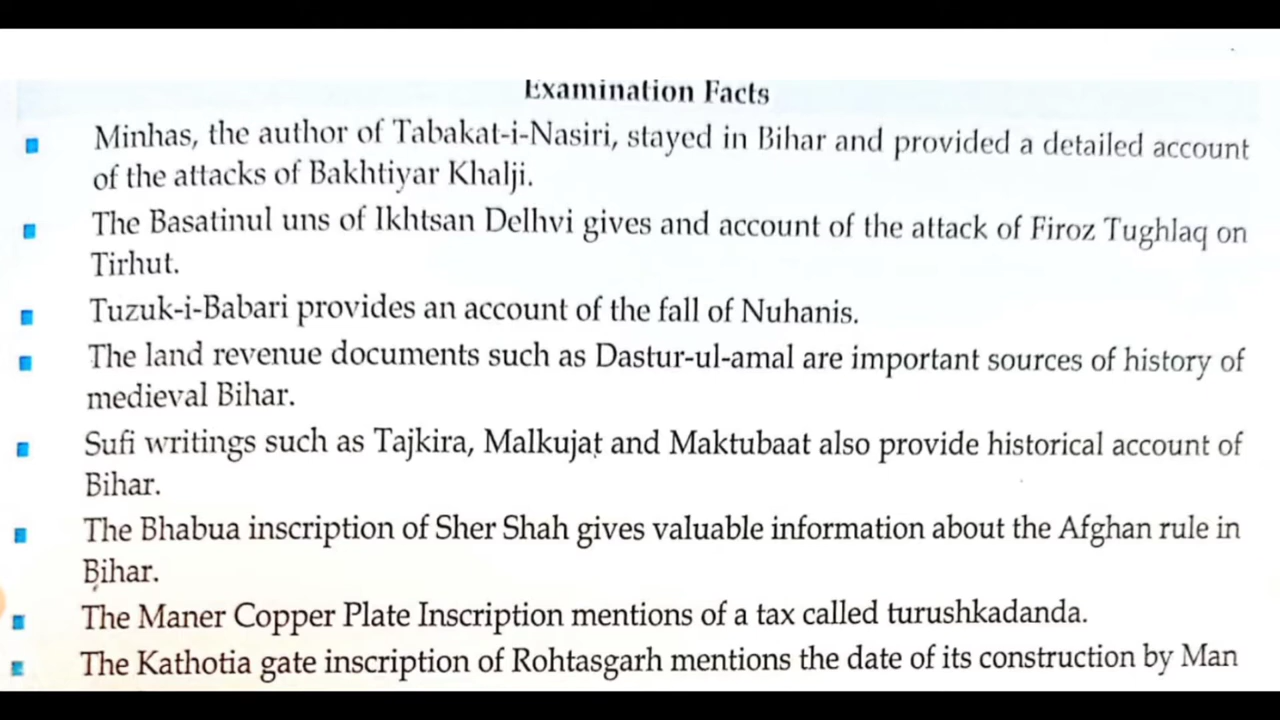 Examination Facts
Minhas, the author of Tabakat-i-Nasiri, stayed in Bihar and provided a detailed account
of the attacks of Bakhtiyar Khalji.
The Basatinul uns of Ikhtsan Delhvi gives and account of the attack of Firoz Tughlaq on
Tirhut.
Tuzuk-i-Babari provides an account of the fall of Nuhanis.
The land revenue documents such as Dastur-ul-amal are important sources of history of
medieval Bihar.
Sufi writings such as Tajkira, Malkujat and Maktubaat also provide historical account of
Bihar.
The Bhabua inscription of Sher Shah gives valuable information about the Afghan rule in
Bihar.
The Maner Copper Plate Inscription mentions of a tax called turushkadanda.
The Kathotia gate inscription of Rohtasgarh mentions the date of its construction by Man